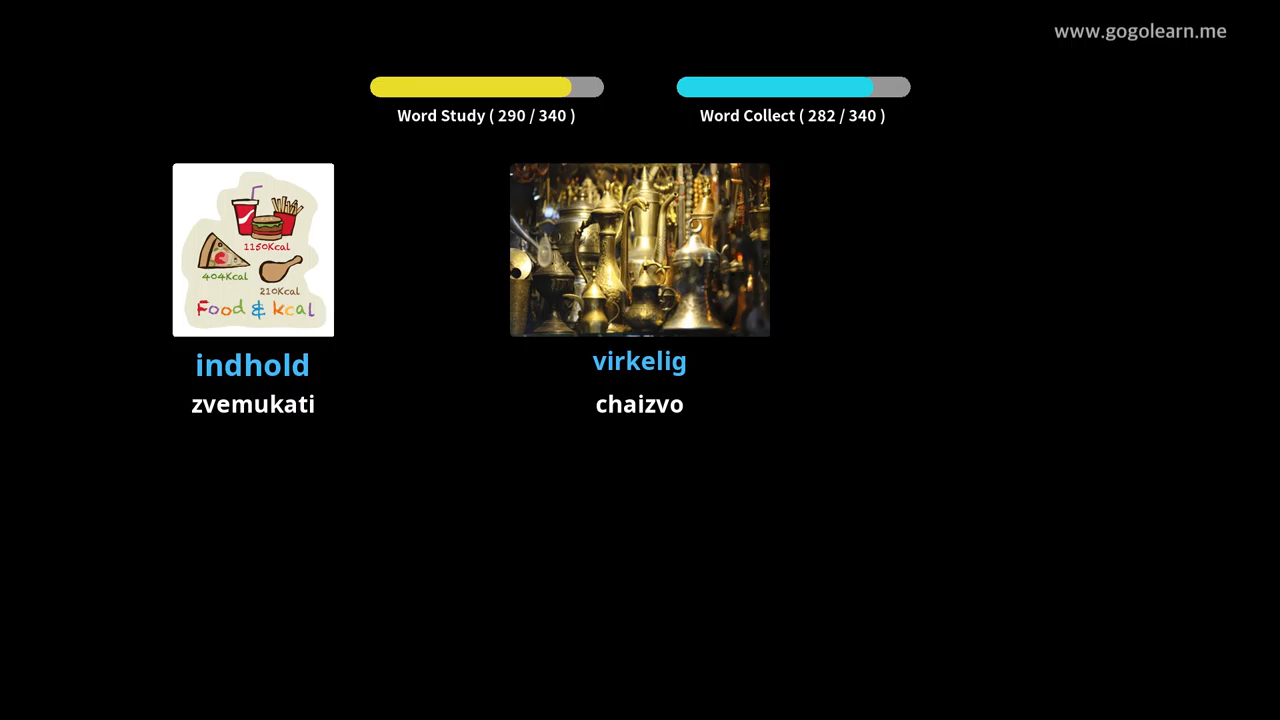 www.gogolearn.me
Word Study ( 290 / 340 )
Word Collect ( 282 / 340 )
1150Kcal
404Kcal
210Kcal
Food & kcal
indhold
virkelig
zvemukati
chaizvo